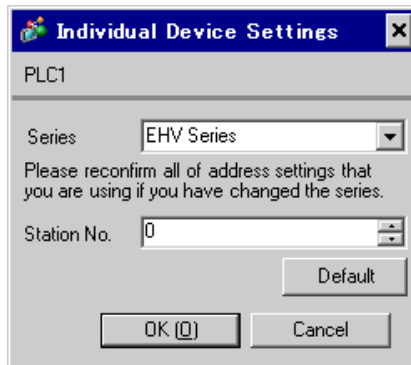 Individual Device Settings
PLC1
Series EHV Series
Please reconfirm all of address settings that
you are using if you have changed the series.
Station No. 0
Default
OK (O) Cancel